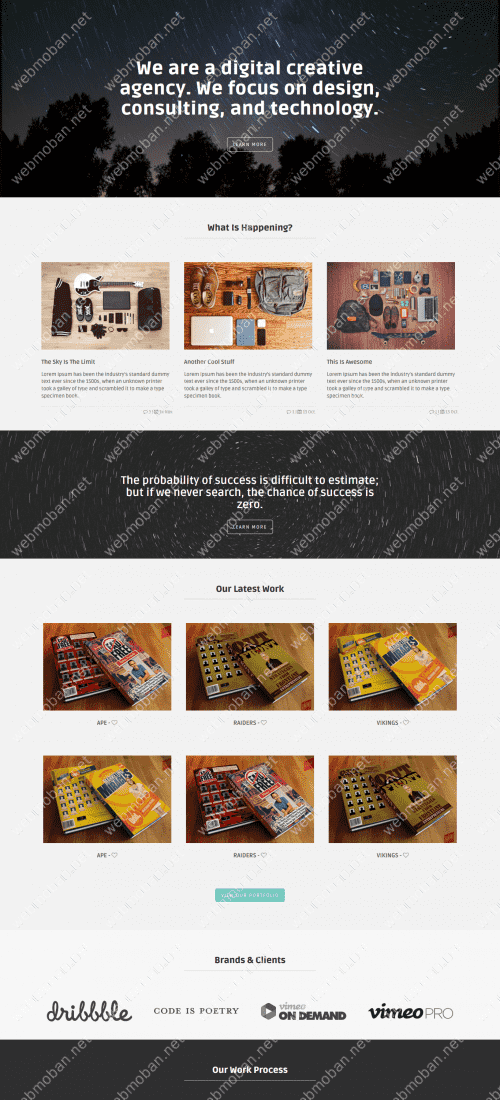 We are a digital creative
agency. We focus on design,
consulting, and technology.
LEARN MORE
What Is Happening?
The Sky Is The Limit
Lorem Ipsum has been the industry's standard dummy
text ever since the 1500s, when an unknown printer
took a galley of type and scrambled it to make a type
specimen book.
Another Cool Stuff
Lorem Ipsum has been the industry's standard dummy
text ever since the 1500s, when an unknown printer
took a galley of type and scrambled it to make a type
specimen book.
This Is Awesome
Lorem Ipsum has been the industry's standard dummy
text ever since the 1500s, when an unknown printer
took a galley of type and scrambled it to make a type
specimen book.
The probability of success is difficult to estimate;
but if we never search, the chance of success is
zero.
LEARN MORE
Our Latest Work
APE -
RAIDERS -
VIKINGS -
APE -
RAIDERS -
VIKINGS -
VIEW OUR PORTFOLIO
Brands & Clients
dribbble
CODE IS POETRY
vimeo
ON DEMAND
vimeo PRO
Our Work Process
webmoban.net